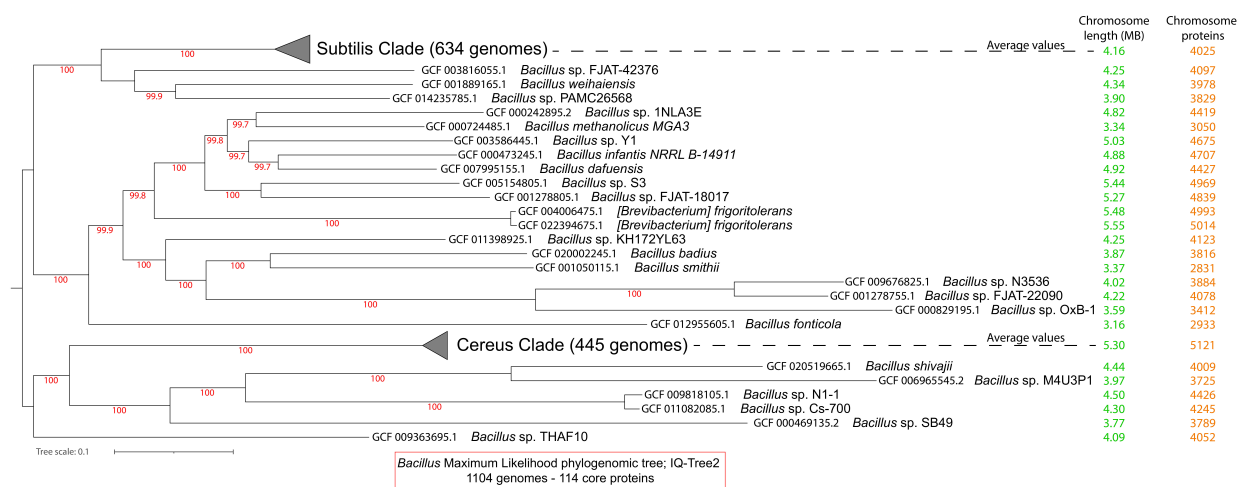 Chromosome length (MB)
Chromosome proteins
100
Subtilis Clade (634 genomes)
Average values
4.16 4025
100
GCF 003816055.1 Bacillus sp. FJAT-42376 4.25 4097
GCF 001889165.1 Bacillus weihaiensis 4.34 3978
99.9
GCF 014235785.1 Bacillus sp. PAMC26568 3.90 3829
GCF 000242895.2 Bacillus sp. 1NLA3E 4.82 4419
99.7
GCF 000724485.1 Bacillus methanolicus MGA3 3.34 3050
99.8
GCF 003586445.1 Bacillus sp. Y1 5.03 4675
99.7
GCF 000473245.1 Bacillus infantis NRRL B-14911 4.88 4707
99.7
GCF 007995155.1 Bacillus dafuensis 4.92 4427
100
GCF 005154805.1 Bacillus sp. S3 5.44 4969
100
GCF 001278805.1 Bacillus sp. FJAT-18017 5.27 4839
99.8
GCF 004006475.1 [Brevibacterium] frigoritolerans 5.48 4993
100
GCF 022394675.1 [Brevibacterium] frigoritolerans 5.55 5014
99.9
GCF 011398925.1 Bacillus sp. KH172YL63 4.25 4123
GCF 020002245.1 Bacillus badius 3.87 3816
100
100
GCF 001050115.1 Bacillus smithii 3.37 2831
100
100
GCF 009676825.1 Bacillus sp. N3536 4.02 3884
100
GCF 001278755.1 Bacillus sp. FJAT-22090 4.22 4078
100
GCF 000829195.1 Bacillus sp. OxB-1 3.59 3412
GCF 012955605.1 Bacillus fonticola 3.16 2933
100
Cereus Clade (445 genomes)
Average values
5.30 5121
100
GCF 020519665.1 Bacillus shivajii 4.44 4009
100
GCF 006965545.2 Bacillus sp. M4U3P1 3.97 3725
100
GCF 009818105.1 Bacillus sp. N1-1 4.50 4426
100
100
GCF 011082085.1 Bacillus sp. Cs-700 4.30 4245
GCF 000469135.2 Bacillus sp. SB49 3.77 3789
GCF 009363695.1 Bacillus sp. THAF10 4.09 4052
Tree scale: 0.1
Bacillus Maximum Likelihood phylogenomic tree; IQ-Tree2
1104 genomes - 114 core proteins